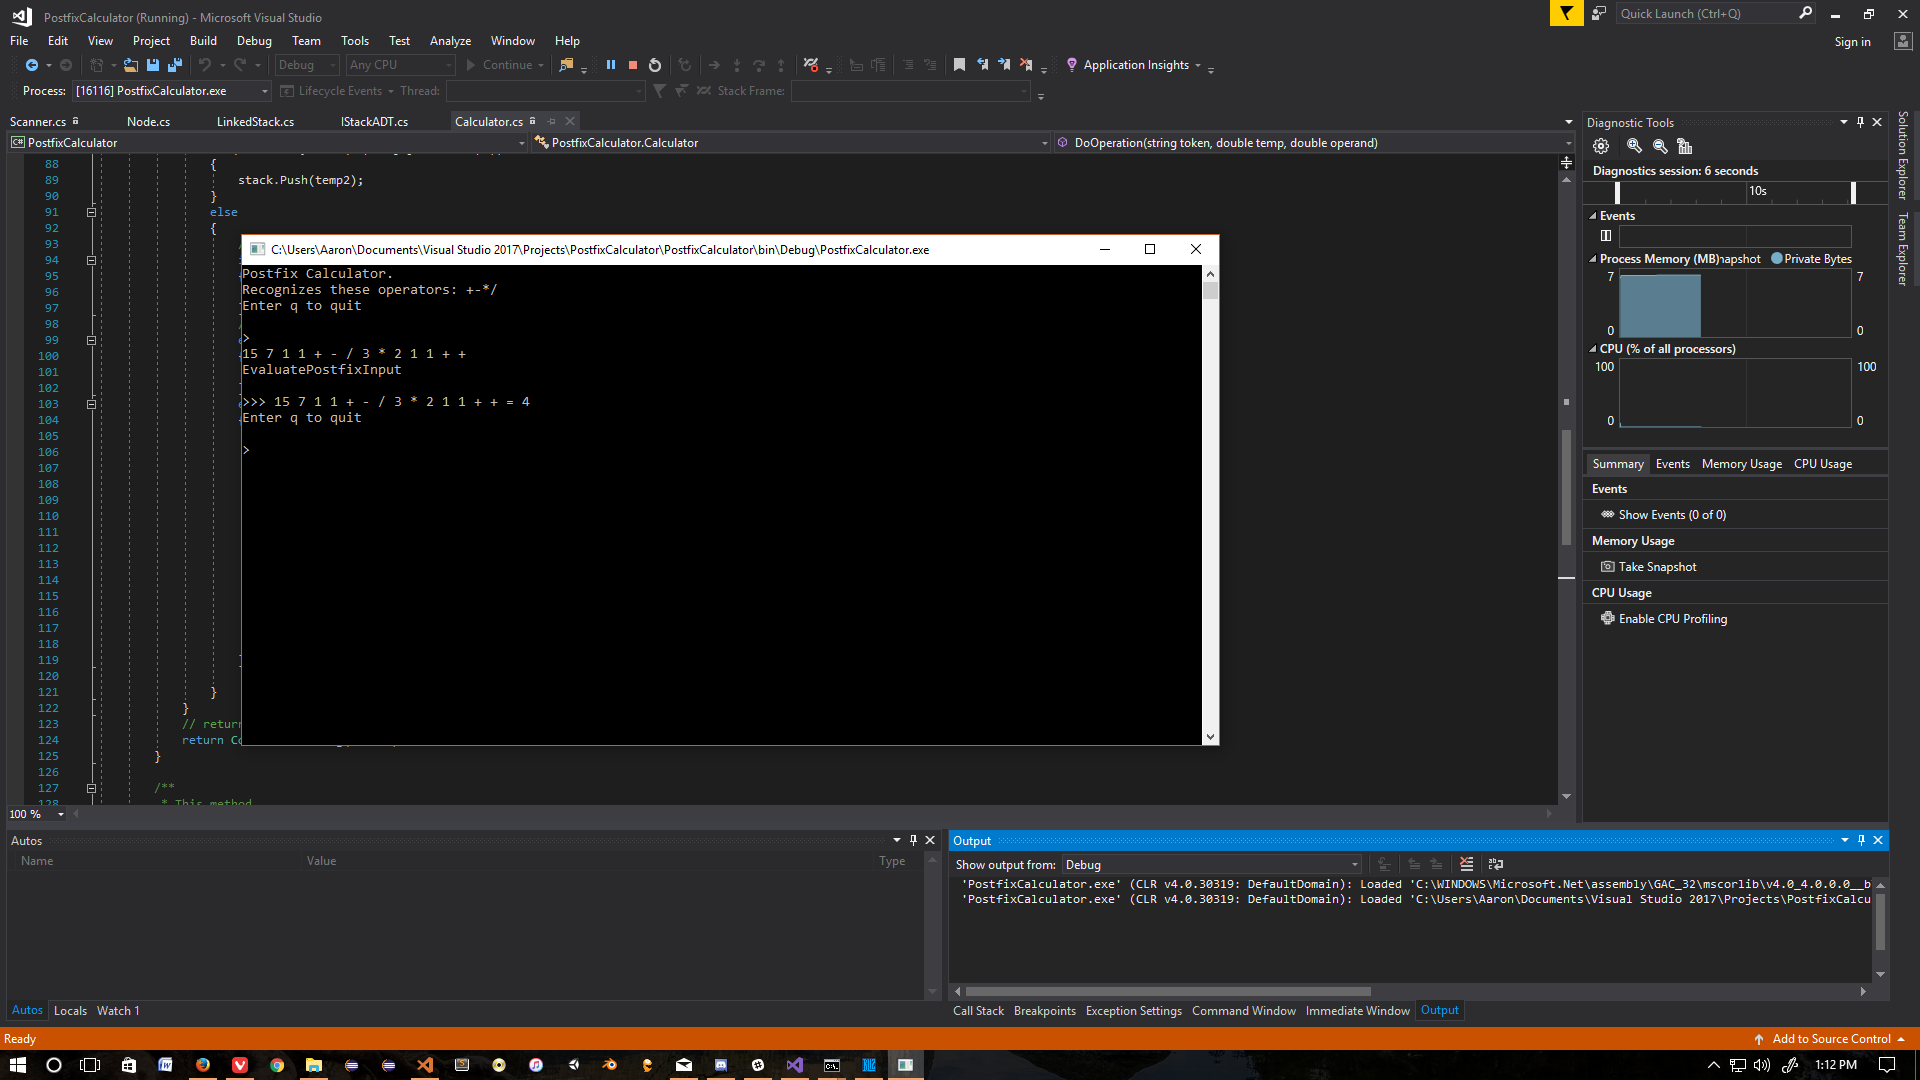 PostfixCalculator (Running) - Microsoft Visual Studio
Quick Launch (Ctrl+Q)
File Edit View Project Build Debug Team Tools Test Analyze Window Help
Sign in
Debug Any CPU Continue Application Insights
Process: [16116] PostfixCalculator.exe Lifecycle Events Thread: Stack Frame:
Scanner.cs Node.cs LinkedStack.cs IStackADT.cs Calculator.cs
C# PostfixCalculator PostfixCalculator.Calculator DoOperation(string token, double temp, double operand)
88 {
89 stack.Push(temp2);
90 }
91 else
92 {
93
94
95
96
97
98
99
100
101
102
103
104
105
106
107
108
109
110
111
112
113
114
115
116
117
118
119
120
121 }
122 }
123 // return
124 return
125 }
126
127 /**
128 * This method
100 %
C:\Users\Aaron\Documents\Visual Studio 2017\Projects\PostfixCalculator\PostfixCalculator\bin\Debug\PostfixCalculator.exe
Postfix Calculator.
Recognizes these operators: +-*/
Enter q to quit
>
15 7 1 1 + - / 3 * 2 1 1 + +
EvaluatePostfixInput
>>> 15 7 1 1 + - / 3 * 2 1 1 + + = 4
Enter q to quit
>
Diagnostic Tools
Diagnostics session: 6 seconds
10s
Events
Process Memory (MB) napshot Private Bytes
7 7
0 0
CPU (% of all processors)
100 100
0 0
Summary Events Memory Usage CPU Usage
Events
Show Events (0 of 0)
Memory Usage
Take Snapshot
CPU Usage
Enable CPU Profiling
Solution Explorer
Team Explorer
Autos
Name Value Type
Autos Locals Watch 1
Output
Show output from: Debug
'PostfixCalculator.exe' (CLR v4.0.30319: DefaultDomain): Loaded 'C:\WINDOWS\Microsoft.Net\assembly\GAC_32\mscorlib\v4.0_4.0.0.0__b
'PostfixCalculator.exe' (CLR v4.0.30319: DefaultDomain): Loaded 'C:\Users\Aaron\Documents\Visual Studio 2017\Projects\PostfixCalcu
Call Stack Breakpoints Exception Settings Command Window Immediate Window Output
Ready
Add to Source Control
1:12 PM